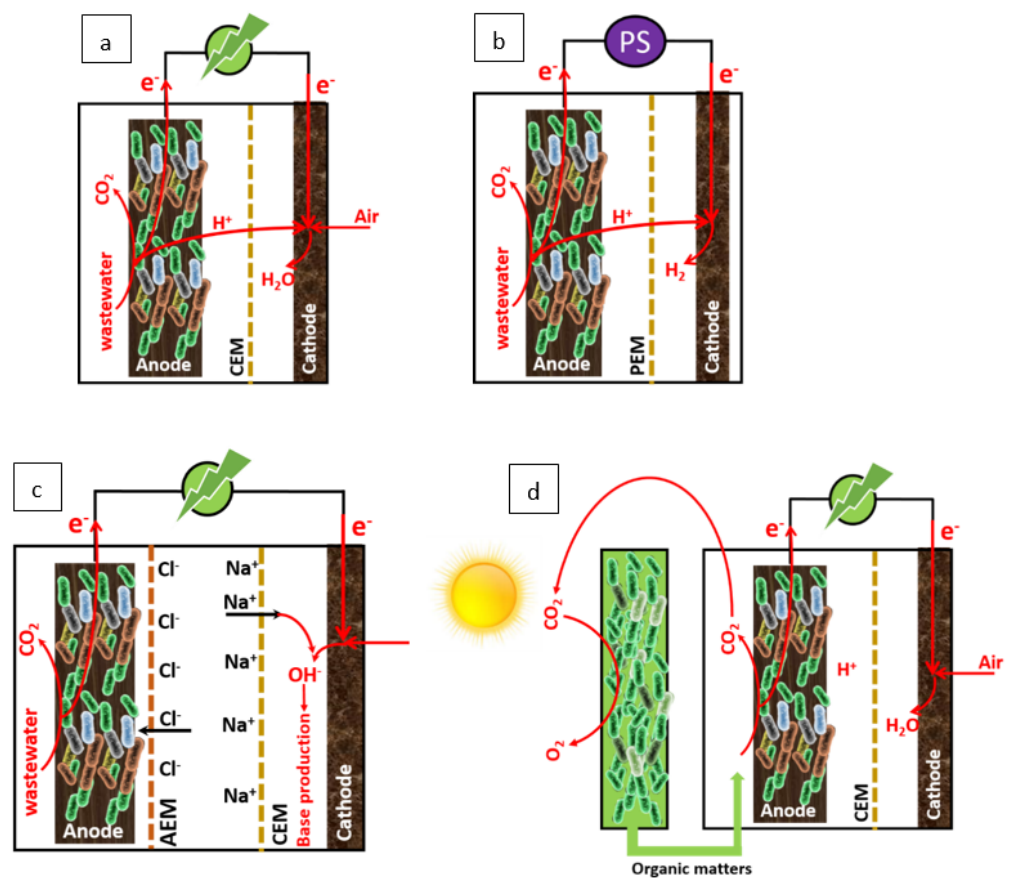 a
e⁻
e⁻
CO₂
H⁺
Air
wastewater
H₂O
Anode
CEM
Cathode
b
PS
e⁻
e⁻
CO₂
H⁺
wastewater
H₂
Anode
PEM
Cathode
c
e⁻
e⁻
Cl⁻
Na⁺
Na⁺
Cl⁻
CO₂
Cl⁻
Na⁺
OH⁻
wastewater
Cl⁻
Na⁺
Cl⁻
Na⁺
Base production
Anode
AEM
CEM
Cathode
d
e⁻
e⁻
CO₂
CO₂
H⁺
Air
O₂
H₂O
Anode
CEM
Cathode
Organic matters